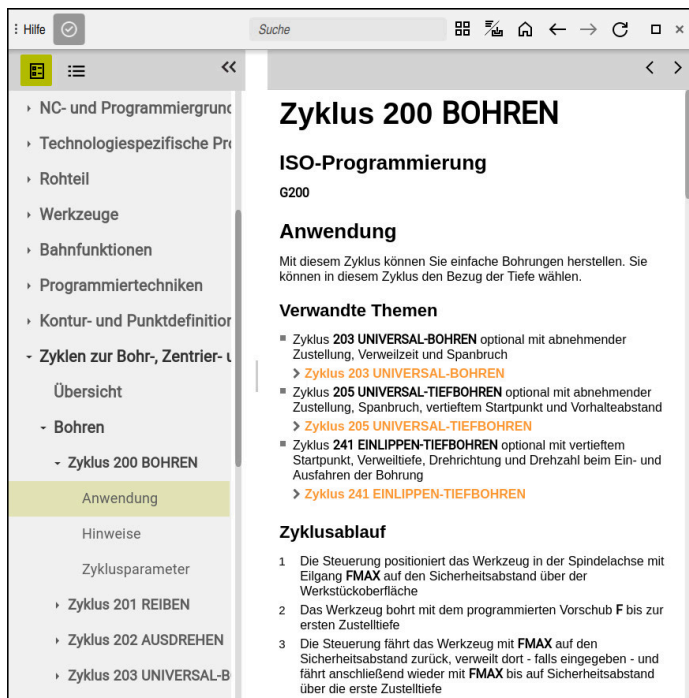 Hilfe
Suche
NC- und Programmiergrund
Technologiespezifische Pro
Rohteil
Werkzeuge
Bahnfunktionen
Programmiertechniken
Kontur- und Punktdefinition
Zyklen zur Bohr-, Zentrier- u
Übersicht
Bohren
Zyklus 200 BOHREN
Anwendung
Hinweise
Zyklusparameter
Zyklus 201 REIBEN
Zyklus 202 AUSDREHEN
Zyklus 203 UNIVERSAL-B
Zyklus 200 BOHREN
ISO-Programmierung
G200
Anwendung
Mit diesem Zyklus können Sie einfache Bohrungen herstellen. Sie
können in diesem Zyklus den Bezug der Tiefe wählen.
Verwandte Themen
Zyklus 203 UNIVERSAL-BOHREN optional mit abnehmender
Zustellung, Verweilzeit und Spanbruch
Zyklus 203 UNIVERSAL-BOHREN
Zyklus 205 UNIVERSAL-TIEFBOHREN optional mit abnehmender
Zustellung, Spanbruch, vertieftem Startpunkt und Vorhalteabstand
Zyklus 205 UNIVERSAL-TIEFBOHREN
Zyklus 241 EINLIPPEN-TIEFBOHREN optional mit vertieftem
Startpunkt, Verweiltiefe, Drehrichtung und Drehzahl beim Ein- und
Ausfahren der Bohrung
Zyklus 241 EINLIPPEN-TIEFBOHREN
Zyklusablauf
1 Die Steuerung positioniert das Werkzeug in der Spindelachse mit
Eilgang FMAX auf den Sicherheitsabstand über der
Werkstückoberfläche
2 Das Werkzeug bohrt mit dem programmierten Vorschub F bis zur
ersten Zustelltiefe
3 Die Steuerung fährt das Werkzeug mit FMAX auf den
Sicherheitsabstand zurück, verweilt dort - falls eingegeben - und
fährt anschließend wieder mit FMAX bis auf Sicherheitsabstand
über die erste Zustelltiefe